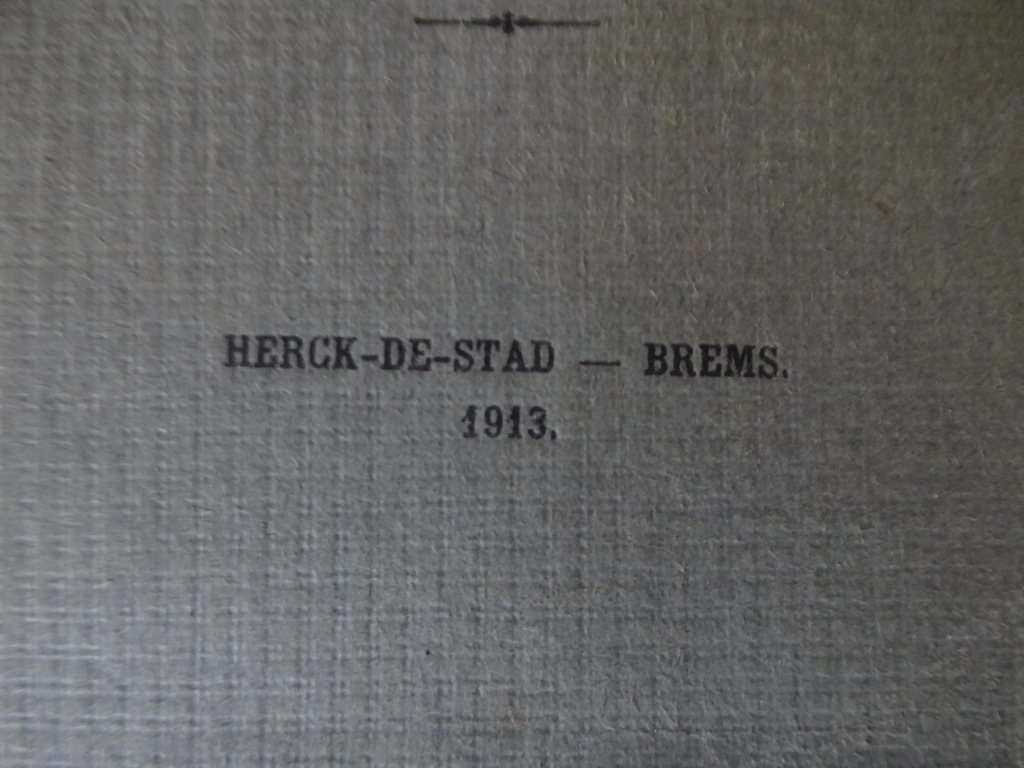 HERCK-DE-STAD — BREMS.
1913.